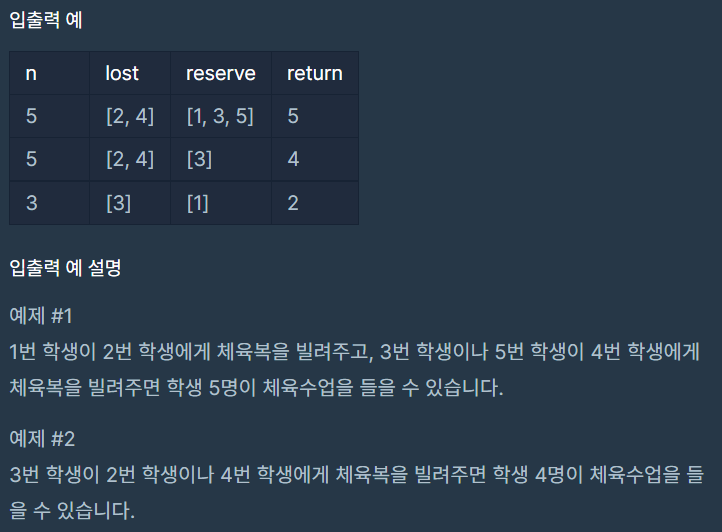 입출력 예
n lost reserve return
5 [2, 4] [1, 3, 5] 5
5 [2, 4] [3] 4
3 [3] [1] 2
입출력 예 설명
예제 #1
1번 학생이 2번 학생에게 체육복을 빌려주고, 3번 학생이나 5번 학생이 4번 학생에게
체육복을 빌려주면 학생 5명이 체육수업을 들을 수 있습니다.
예제 #2
3번 학생이 2번 학생이나 4번 학생에게 체육복을 빌려주면 학생 4명이 체육수업을 들
을 수 있습니다.